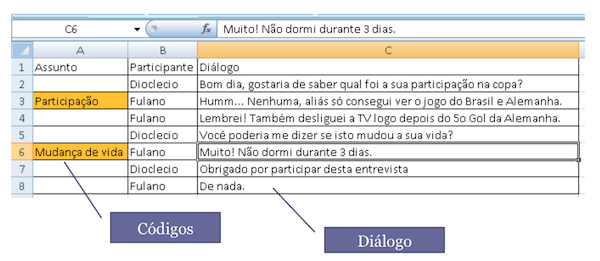 C6 fx Muito! Não dormi durante 3 dias.
A B C
1 Assunto Participante Diálogo
2 Dioclecio Bom dia, gostaria de saber qual foi a sua participação na copa?
3 Participação Fulano Humm... Nenhuma, aliás só consegui ver o jogo do Brasil e Alemanha.
4 Fulano Lembrei! Também desliguei a TV logo depois do 5o Gol da Alemanha.
5 Dioclecio Você poderia me dizer se isto mudou a sua vida?
6 Mudança de vida Fulano Muito! Não dormi durante 3 dias.
7 Dioclecio Obrigado por participar desta entrevista
8 Fulano De nada.
Códigos
Diálogo